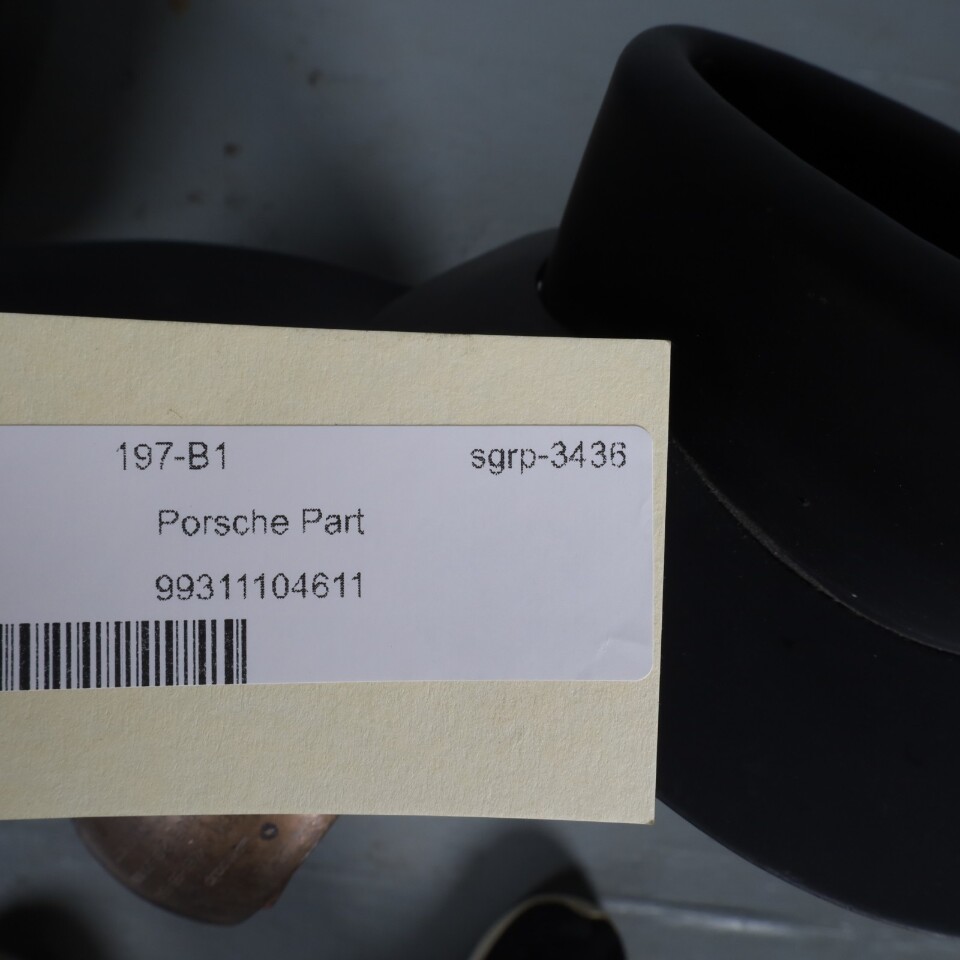 197-B1 sgrp-3436
Porsche Part
99311104611